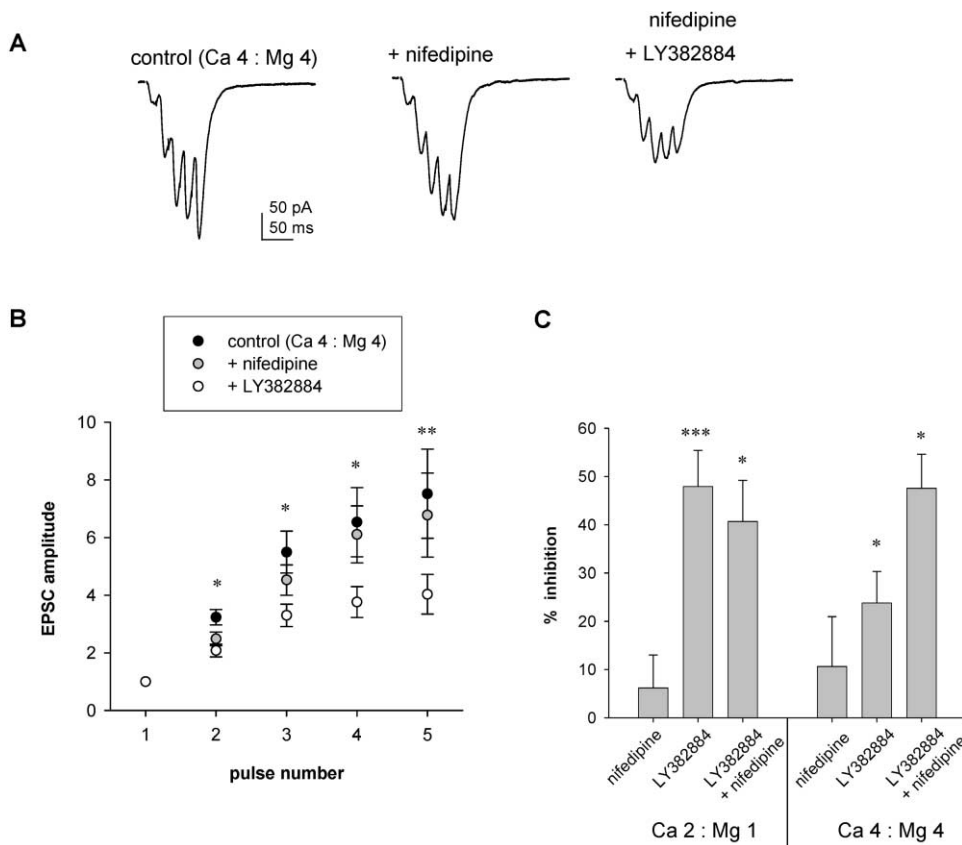 A
control (Ca 4 : Mg 4)
+ nifedipine
nifedipine
+ LY382884
50 pA
50 ms
B
control (Ca 4 : Mg 4)
+ nifedipine
+ LY382884
EPSC amplitude
10
8
6
4
2
0
* * * **
1 2 3 4 5
pulse number
C
% inhibition
60
50
40
30
20
10
0
*** * * *
nifedipine
LY382884
LY382884
+ nifedipine
nifedipine
LY382884
LY382884
+ nifedipine
Ca 2 : Mg 1
Ca 4 : Mg 4